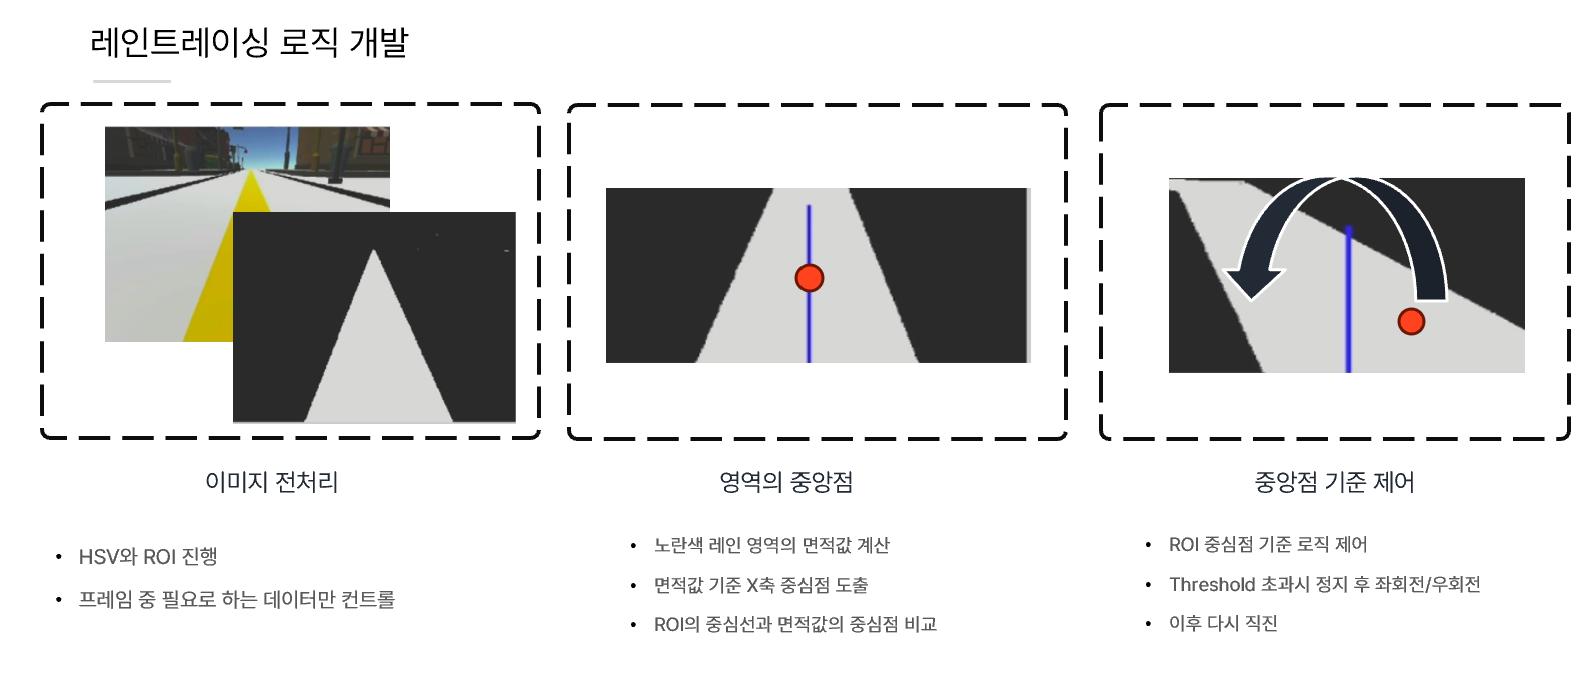 레인트레이싱 로직 개발
이미지 전처리
• HSV와 ROI 진행
• 프레임 중 필요로 하는 데이터만 컨트롤
영역의 중앙점
• 노란색 레인 영역의 면적값 계산
• 면적값 기준 X축 중심점 도출
• ROI의 중심선과 면적값의 중심점 비교
중앙점 기준 제어
• ROI 중심점 기준 로직 제어
• Threshold 초과시 정지 후 좌회전/우회전
• 이후 다시 직진